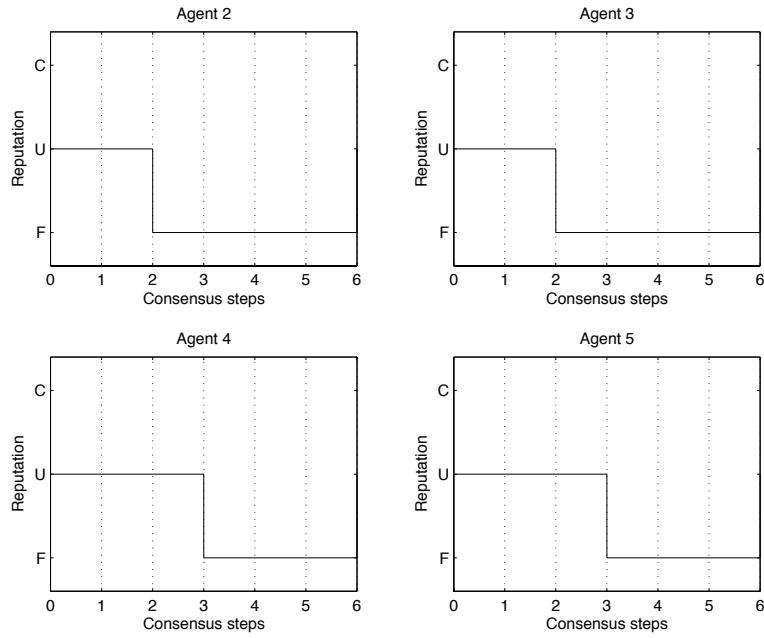 Agent 2
C
U
F
Reputation
0 1 2 3 4 5 6
Consensus steps
Agent 3
C
U
F
Reputation
0 1 2 3 4 5 6
Consensus steps
Agent 4
C
U
F
Reputation
0 1 2 3 4 5 6
Consensus steps
Agent 5
C
U
F
Reputation
0 1 2 3 4 5 6
Consensus steps